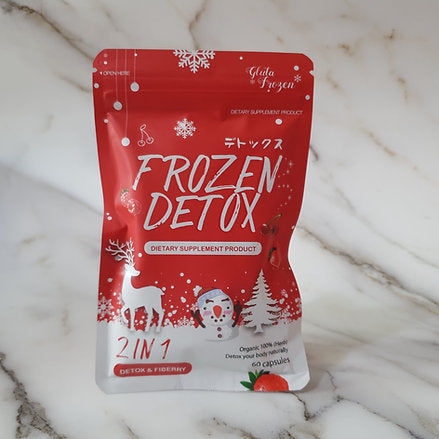 OPEN HERE
Gluta
Frozen
DIETARY SUPPLEMENT PRODUCT
デトックス
FROZEN
DETOX
DIETARY SUPPLEMENT PRODUCT
2 IN 1
DETOX & FIBERRY
Organic 100% (Herb)
Detox your body naturally
60 capsules